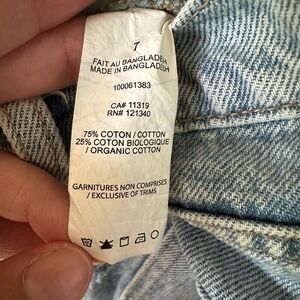 7
FAIT AU BANGLADESH
MADE IN BANGLADESH
100061383
CA# 11319
RN# 121340
75% COTON / COTTON
25% COTON BIOLOGIQUE
/ ORGANIC COTTON
GARNITURES NON COMPRISES
/ EXCLUSIVE OF TRIMS